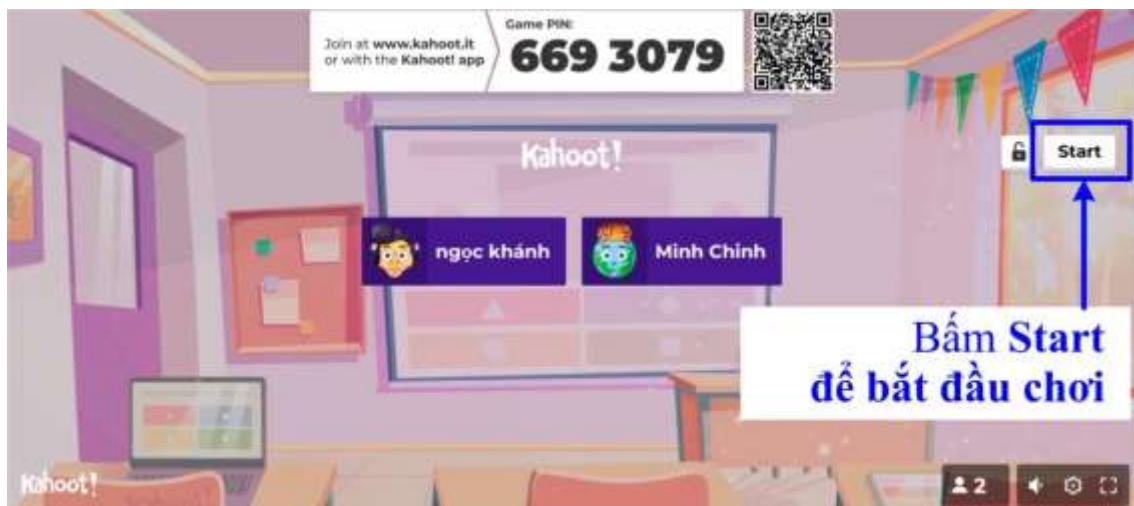 Join at www.kahoot.it
or with the Kahoot! app
Game PIN:
669 3079
Kahoot!
Start
ngọc khánh
Minh Chinh
Bấm Start
để bắt đầu chơi
Kahoot!
2